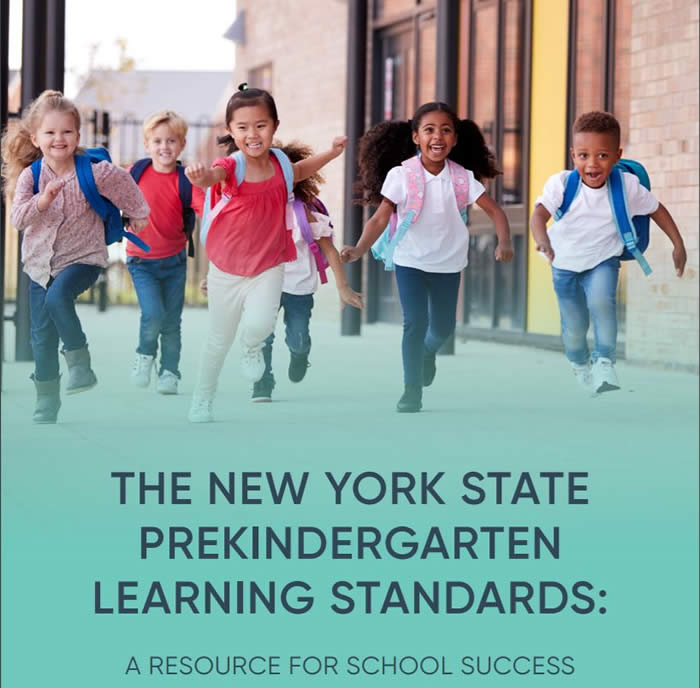 THE NEW YORK STATE
PREKINDERGARTEN
LEARNING STANDARDS:
A RESOURCE FOR SCHOOL SUCCESS